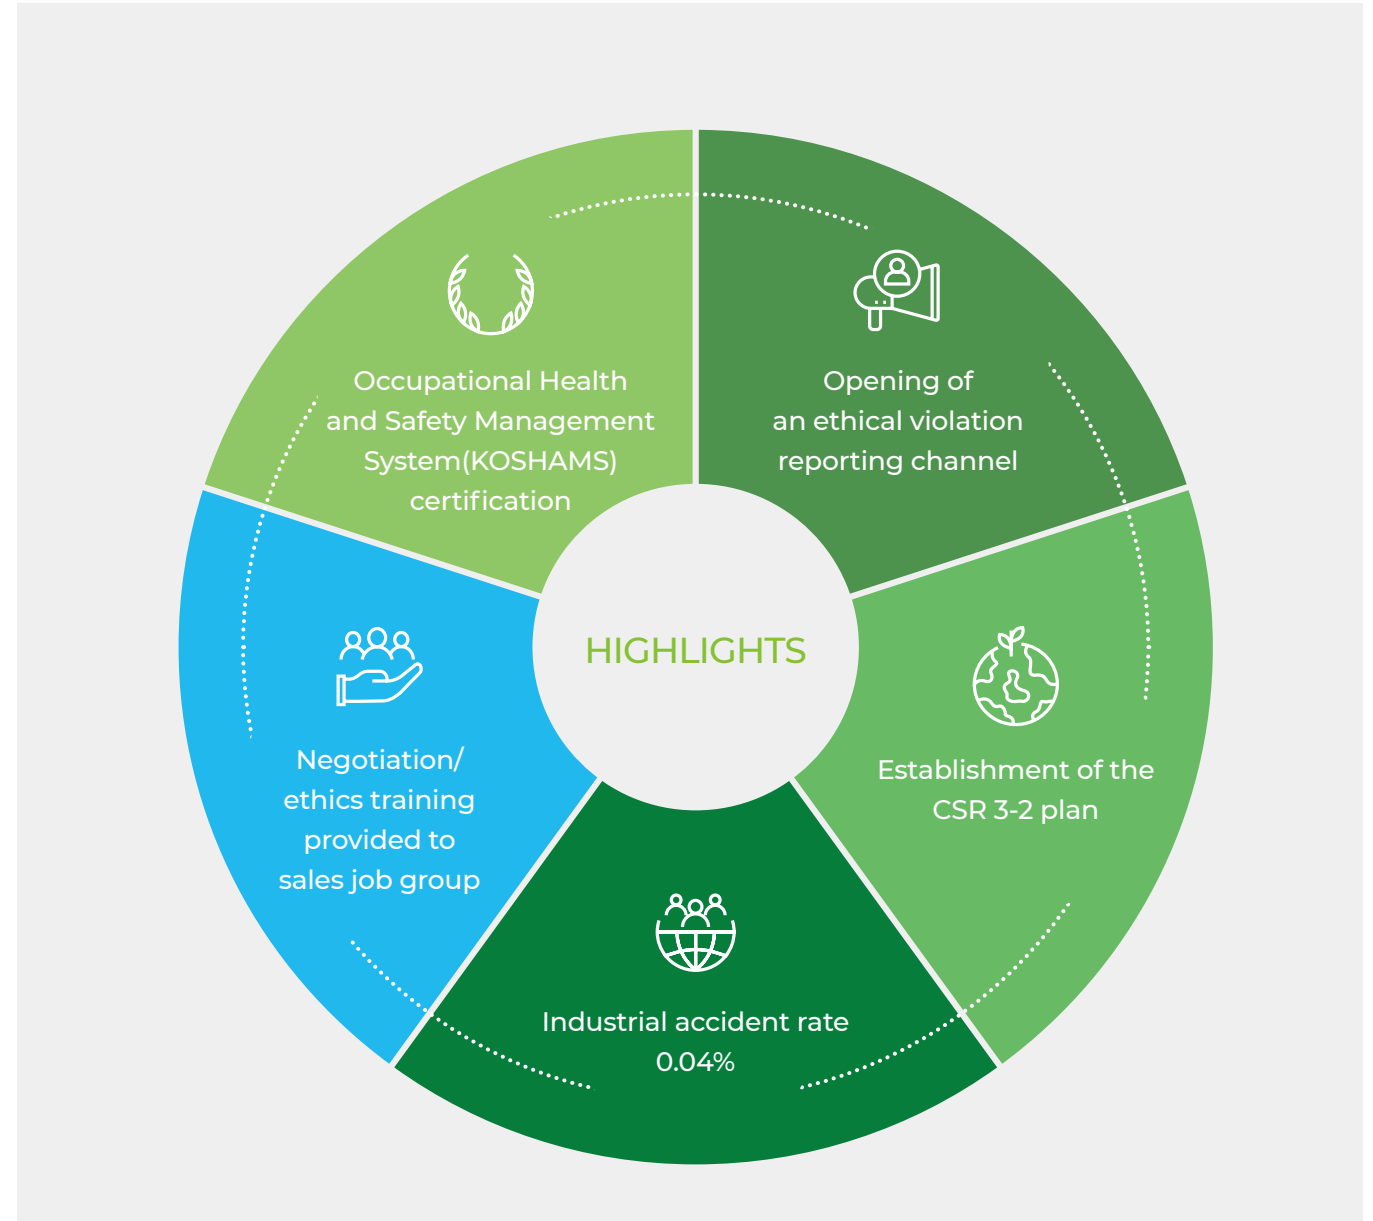 Occupational Health
and Safety Management
System(KOSHAMS)
certification
Opening of
an ethical violation
reporting channel
HIGHLIGHTS
Negotiation/
ethics training
provided to
sales job group
Establishment of the
CSR 3-2 plan
Industrial accident rate
0.04%